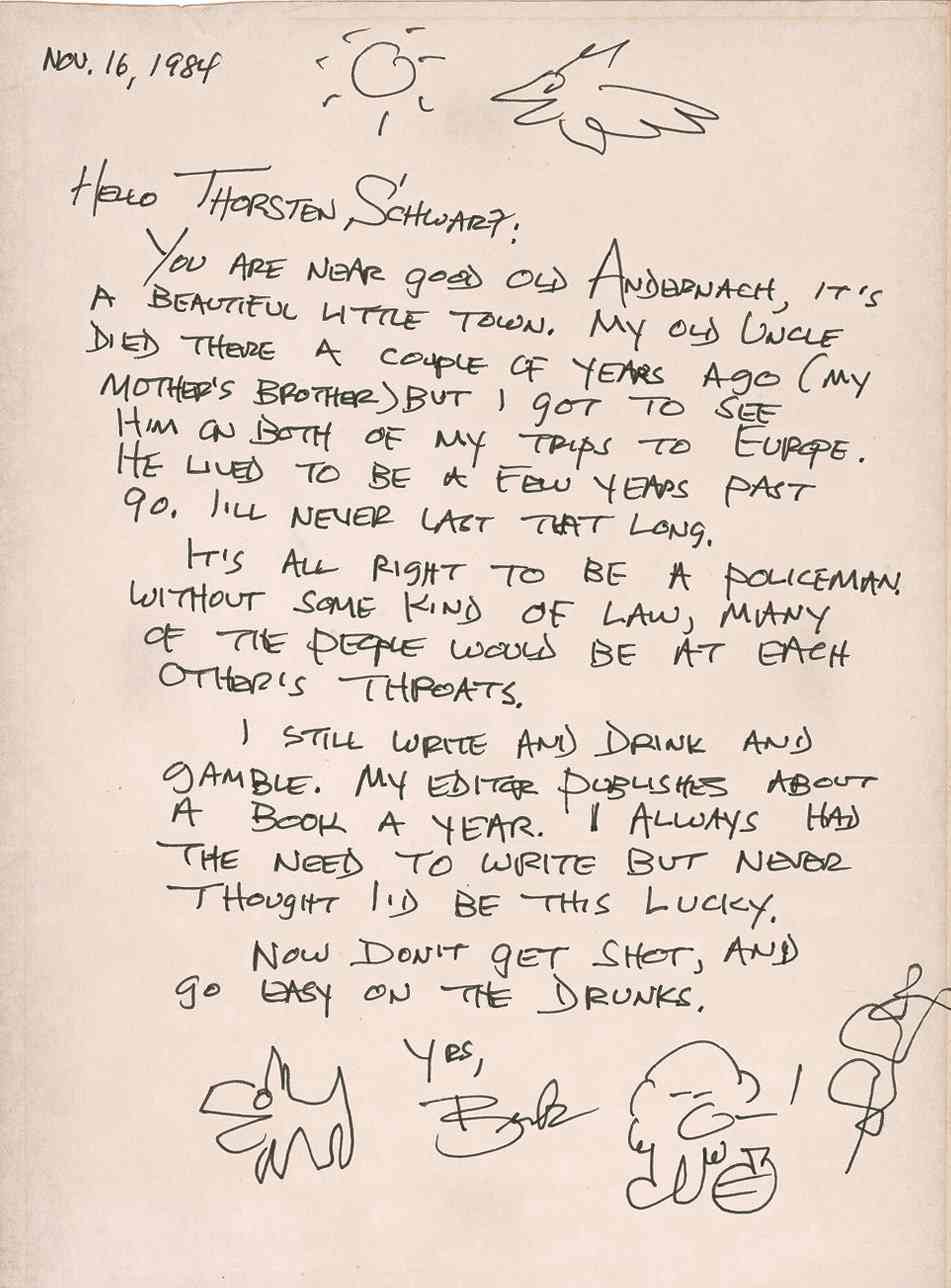 NOV. 16, 1984
HELLO THORSTEN SCHWARZ:
YOU ARE NEAR GOOD OLD ANDERNACH, IT'S
A BEAUTIFUL LITTLE TOWN. MY OLD UNCLE
DIED THERE A COUPLE OF YEARS AGO (MY
MOTHER'S BROTHER) BUT I GOT TO SEE
HIM ON BOTH OF MY TRIPS TO EUROPE.
HE LIVED TO BE A FEW YEARS PAST
90. I'LL NEVER LAST THAT LONG.
IT'S ALL RIGHT TO BE A POLICEMAN.
WITHOUT SOME KIND OF LAW, MANY
OF THE PEOPLE WOULD BE AT EACH
OTHER'S THROATS.
I STILL WRITE AND DRINK AND
GAMBLE. MY EDITOR PUBLISHES ABOUT
A BOOK A YEAR. I ALWAYS HAD
THE NEED TO WRITE BUT NEVER
THOUGHT I'D BE THIS LUCKY.
NOW DON'T GET SHOT, AND
GO EASY ON THE DRUNKS.
YES,
Buk